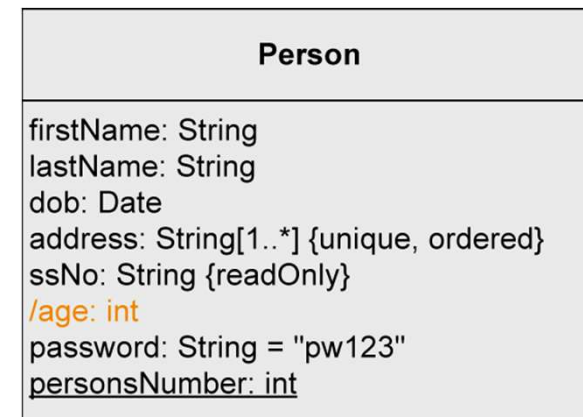 Person
firstName: String
lastName: String
dob: Date
address: String[1..*] {unique, ordered}
ssNo: String {readOnly}
/age: int
password: String = "pw123"
personsNumber: int